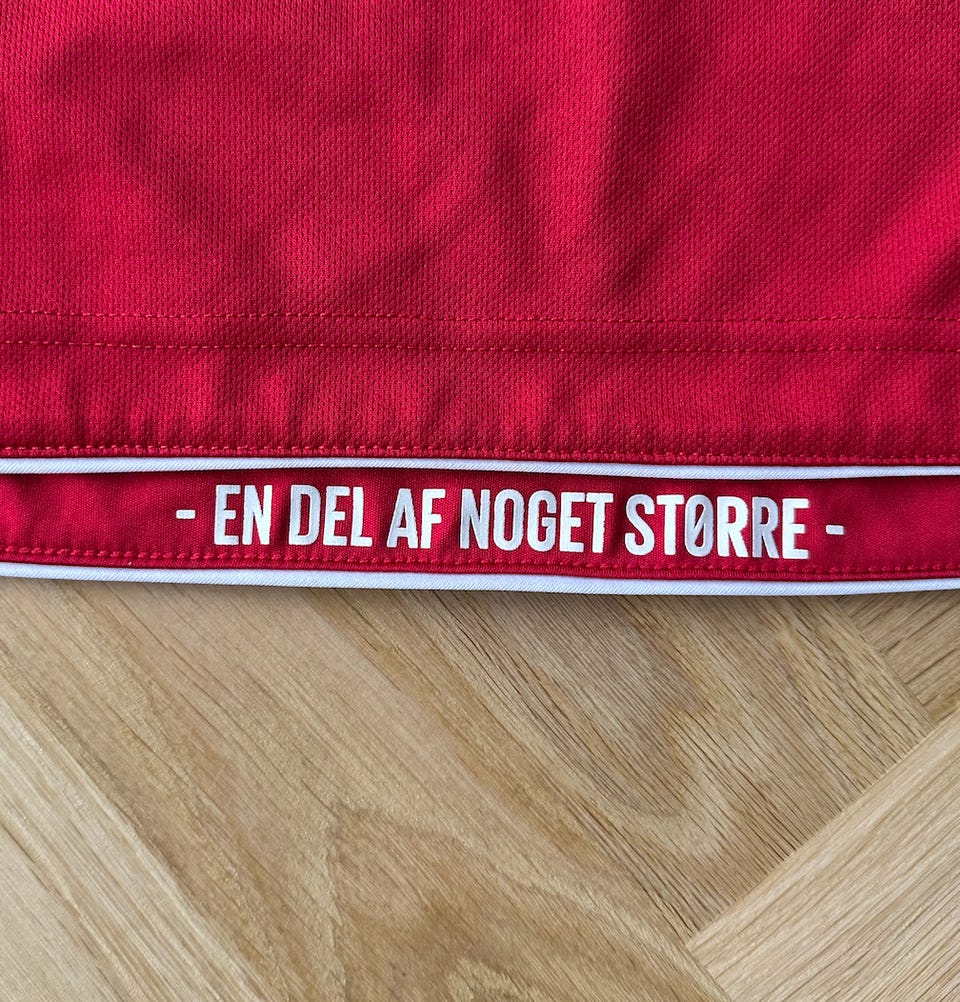 - EN DEL AF NOGET STØRRE -